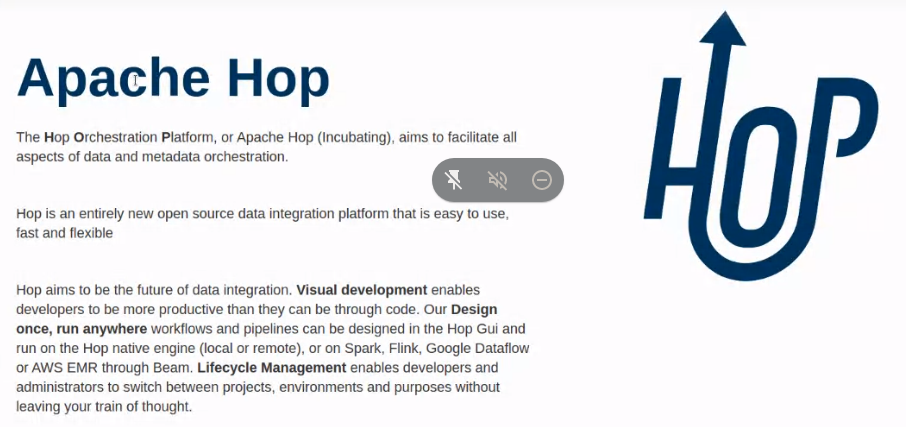 Apache Hop
The Hop Orchestration Platform, or Apache Hop (Incubating), aims to facilitate all
aspects of data and metadata orchestration.
Hop is an entirely new open source data integration platform that is easy to use,
fast and flexible
Hop aims to be the future of data integration. Visual development enables
developers to be more productive than they can be through code. Our Design
once, run anywhere workflows and pipelines can be designed in the Hop Gui and
run on the Hop native engine (local or remote), or on Spark, Flink, Google Dataflow
or AWS EMR through Beam. Lifecycle Management enables developers and
administrators to switch between projects, environments and purposes without
leaving your train of thought.
HOP